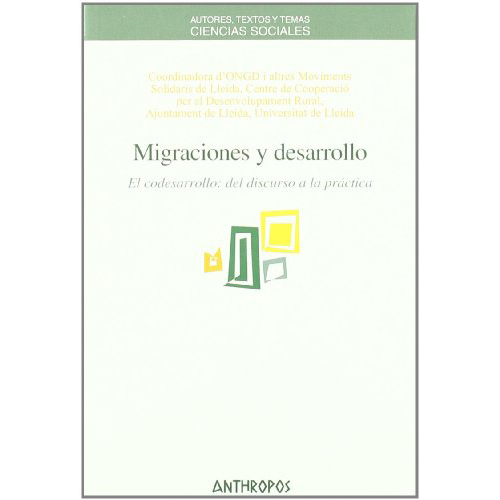 AUTORES, TEXTOS Y TEMAS
CIENCIAS SOCIALES
Coordinadora d'ONGD i altres Moviments
Solidaris de Lleida, Centre de Cooperació
per al Desenvolupament Rural,
Ajuntament de Lleida, Universitat de Lleida
Migraciones y desarrollo
El codesarrollo: del discurso a la práctica
ANTHROPOS